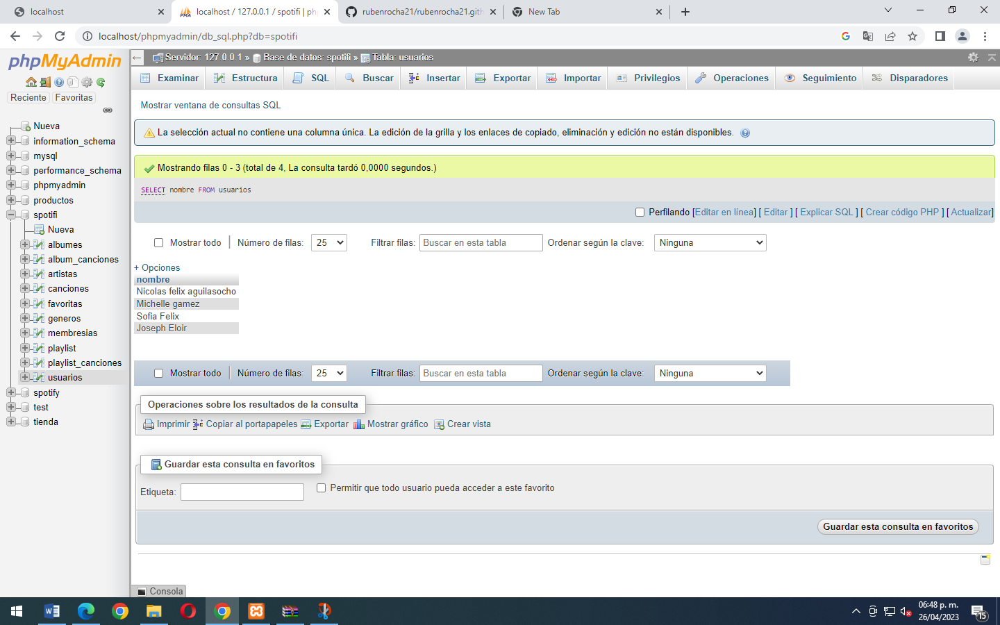 localhost
localhost / 127.0.0.1 / spotifi | ph
rubenrocha21/rubenrocha21.gith
New Tab
localhost/phpmyadmin/db_sql.php?db=spotifi
phpMyAdmin
Reciente
Favoritas
Nueva
information_schema
mysql
performance_schema
phpmyadmin
productos
spotifi
Nueva
albumes
album_canciones
artistas
canciones
favoritas
generos
membresias
playlist
playlist_canciones
usuarios
spotify
test
tienda
Servidor: 127.0.0.1 » Base de datos: spotifi » Tabla: usuarios
Examinar Estructura SQL Buscar Insertar Exportar Importar Privilegios Operaciones Seguimiento Disparadores
Mostrar ventana de consultas SQL
La selección actual no contiene una columna única. La edición de la grilla y los enlaces de copiado, eliminación y edición no están disponibles.
Mostrando filas 0 - 3 (total de 4, La consulta tardó 0,0000 segundos.)
SELECT nombre FROM usuarios
Perfilando [Editar en línea] [ Editar ] [ Explicar SQL ] [ Crear código PHP ] [ Actualizar]
Mostrar todo | Número de filas: 25 Filtrar filas: Buscar en esta tabla Ordenar según la clave: Ninguna
+ Opciones
nombre
Nicolas felix aguilasocho
Michelle gamez
Sofia Felix
Joseph Eloir
Mostrar todo | Número de filas: 25 Filtrar filas: Buscar en esta tabla Ordenar según la clave: Ninguna
Operaciones sobre los resultados de la consulta
Imprimir Copiar al portapapeles Exportar Mostrar gráfico Crear vista
Guardar esta consulta en favoritos
Etiqueta: Permitir que todo usuario pueda acceder a este favorito
Guardar esta consulta en favoritos
Consola
06:48 p. m.
26/04/2023
15